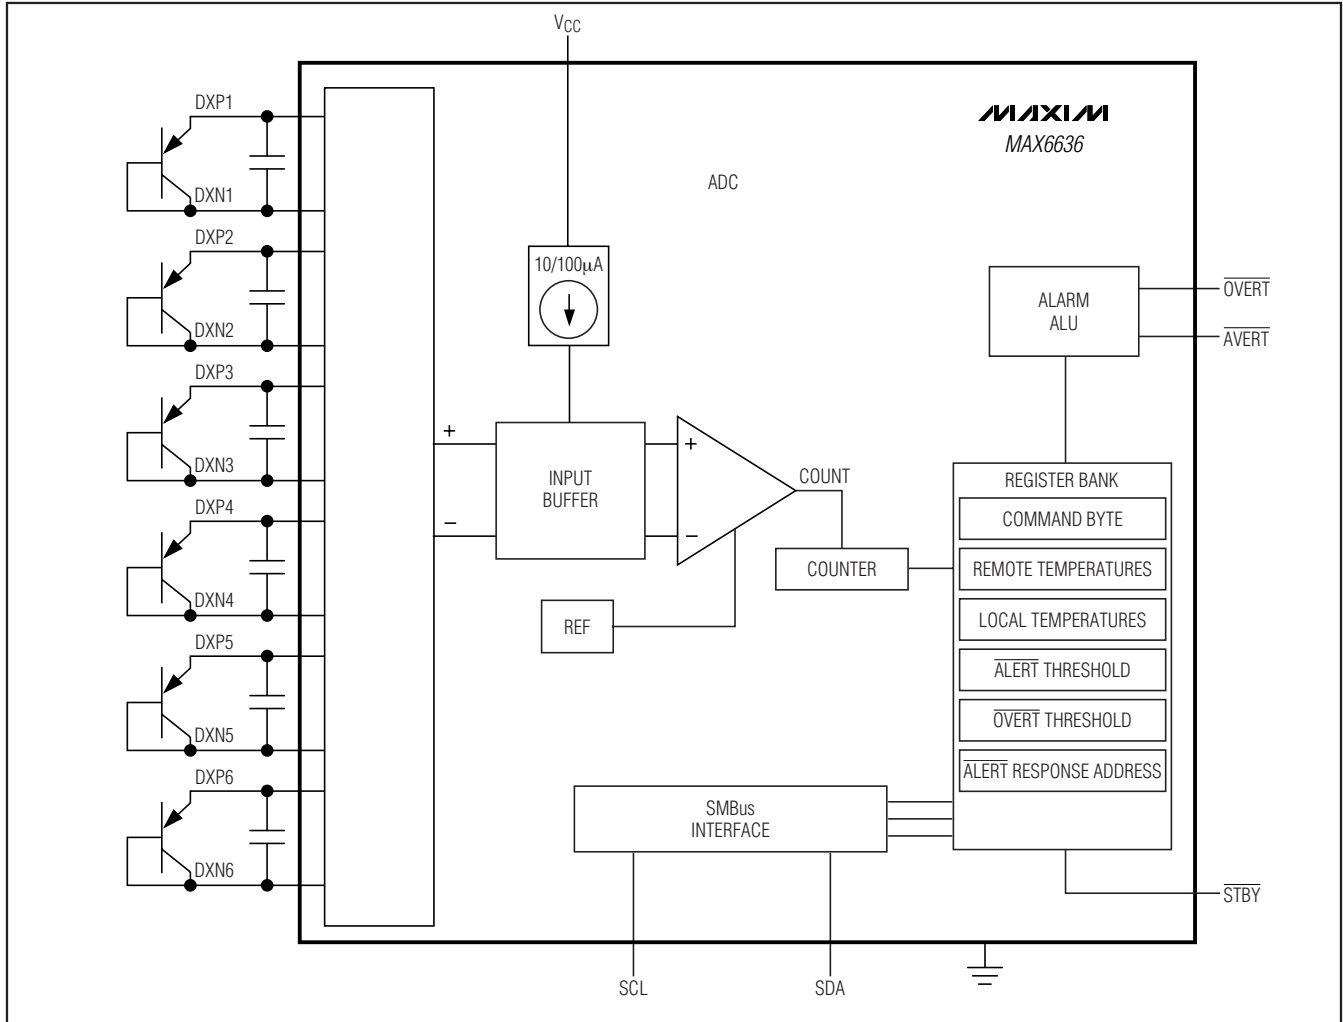 VCC
DXP1
DXN1
DXP2
DXN2
DXP3
DXN3
DXP4
DXN4
DXP5
DXN5
DXP6
DXN6
MAXIM
MAX6636
ADC
10/100µA
+
−
INPUT
BUFFER
+
−
COUNT
COUNTER
REF
ALARM
ALU
OVERT
AVERT
REGISTER BANK
COMMAND BYTE
REMOTE TEMPERATURES
LOCAL TEMPERATURES
ALERT THRESHOLD
OVERT THRESHOLD
ALERT RESPONSE ADDRESS
SMBus
INTERFACE
STBY
SCL
SDA